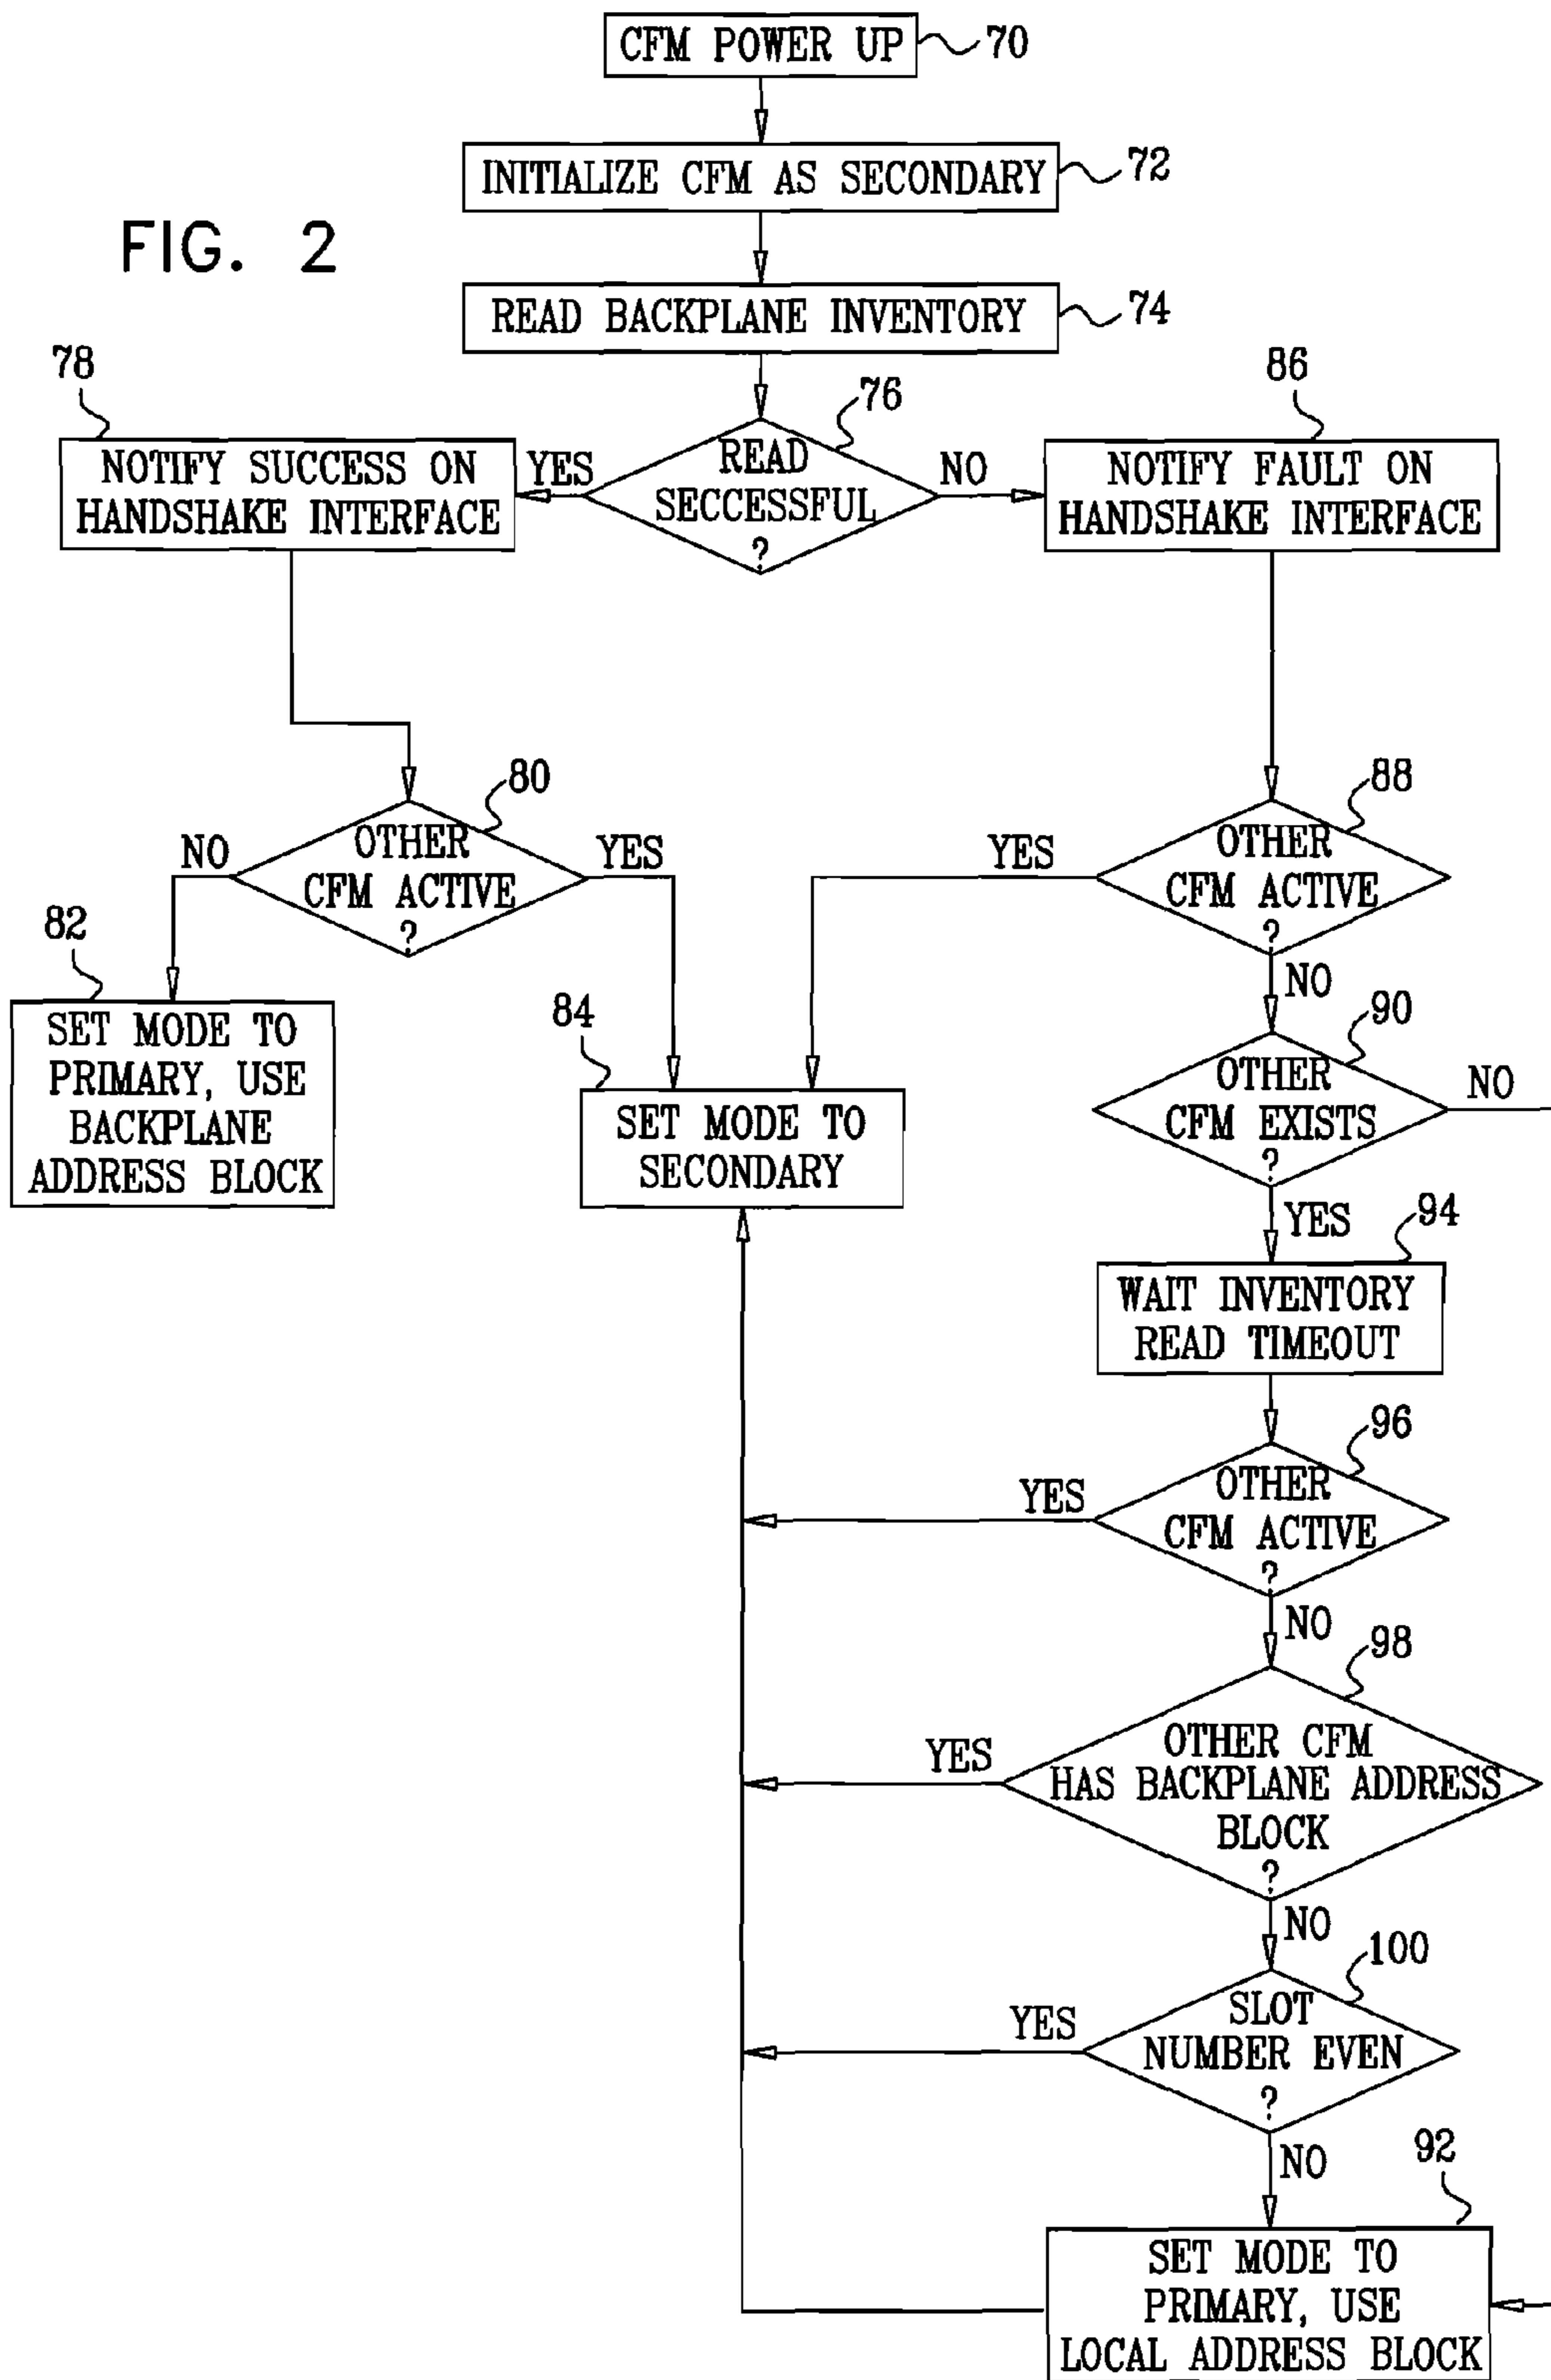 CFM POWER UP
70
INITIALIZE CFM AS SECONDARY
72
FIG. 2
READ BACKPLANE INVENTORY
74
78
76
86
NOTIFY SUCCESS ON
HANDSHAKE INTERFACE
YES
READ
SECCESSFUL
?
NO
NOTIFY FAULT ON
HANDSHAKE INTERFACE
80
88
NO
OTHER
CFM ACTIVE
?
YES
YES
OTHER
CFM ACTIVE
?
NO
82
SET MODE TO
PRIMARY, USE
BACKPLANE
ADDRESS BLOCK
84
SET MODE TO
SECONDARY
90
OTHER
CFM EXISTS
?
NO
YES
94
WAIT INVENTORY
READ TIMEOUT
96
YES
OTHER
CFM ACTIVE
?
NO
98
YES
OTHER CFM
HAS BACKPLANE ADDRESS
BLOCK
?
NO
100
YES
SLOT
NUMBER EVEN
?
NO
92
SET MODE TO
PRIMARY, USE
LOCAL ADDRESS BLOCK